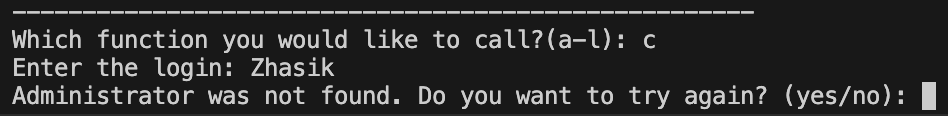 ------------------------------------------------------
Which function you would like to call?(a-l): c
Enter the login: Zhasik
Administrator was not found. Do you want to try again? (yes/no):